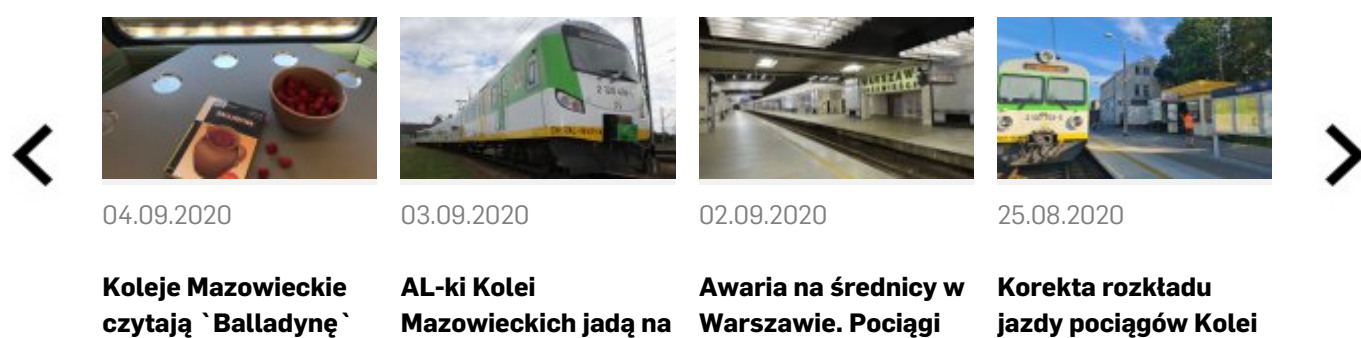 04.09.2020
03.09.2020
02.09.2020
25.08.2020
Koleje Mazowieckie
czytają `Balladynę`
AL-ki Kolei
Mazowieckich jadą na
Awaria na średnicy w
Warszawie. Pociągi
Korekta rozkładu
jazdy pociągów Kolei